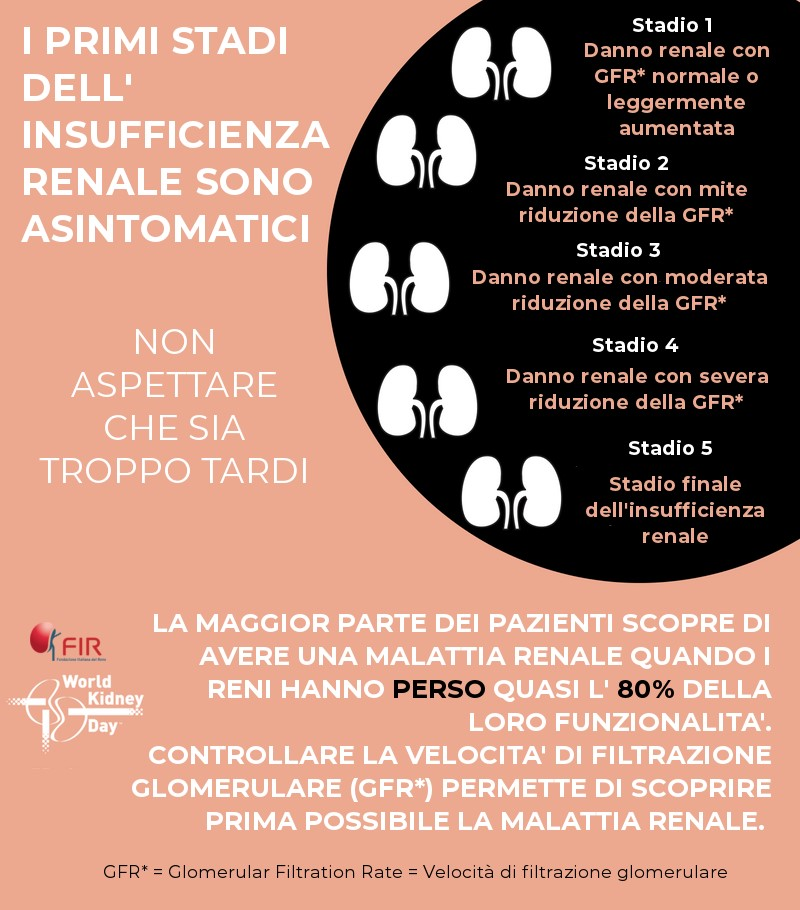 I PRIMI STADI
DELL'
INSUFFICIENZA
RENALE SONO
ASINTOMATICI
NON
ASPETTARE
CHE SIA
TROPPO TARDI
Stadio 1
Danno renale con
GFR* normale o
leggermente
aumentata
Stadio 2
Danno renale con mite
riduzione della GFR*
Stadio 3
Danno renale con moderata
riduzione della GFR*
Stadio 4
Danno renale con severa
riduzione della GFR*
Stadio 5
Stadio finale
dell'insufficienza
renale
FIR
Fondazione Italiana del Rene
World
Kidney
Day
LA MAGGIOR PARTE DEI PAZIENTI SCOPRE DI
AVERE UNA MALATTIA RENALE QUANDO I
RENI HANNO PERSO QUASI L' 80% DELLA
LORO FUNZIONALITA'.
CONTROLLARE LA VELOCITA' DI FILTRAZIONE
GLOMERULARE (GFR*) PERMETTE DI SCOPRIRE
PRIMA POSSIBILE LA MALATTIA RENALE.
GFR* = Glomerular Filtration Rate = Velocità di filtrazione glomerulare